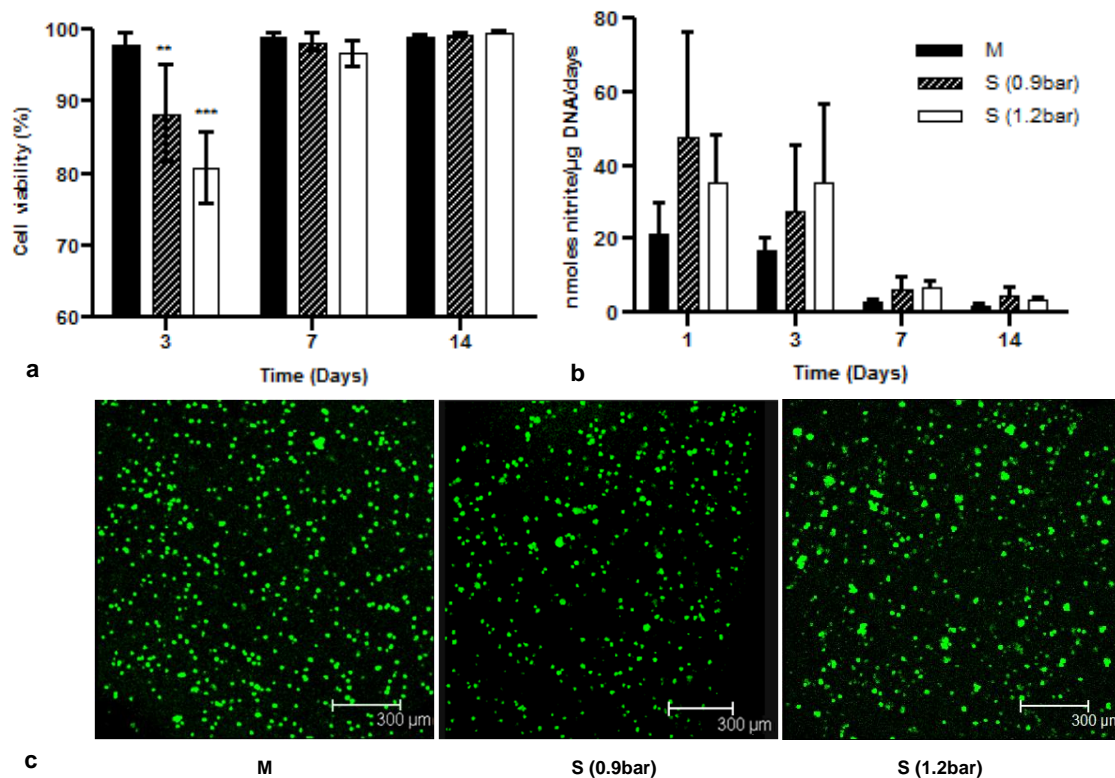 100
90
80
70
60
Cell viability (%)
**
***
3
7
14
Time (Days)
a
80
60
40
20
0
nmoles nitrite/µg DNA/days
M
S (0.9bar)
S (1.2bar)
1
3
7
14
Time (Days)
b
300 µm
300 µm
300 µm
c
M
S (0.9bar)
S (1.2bar)